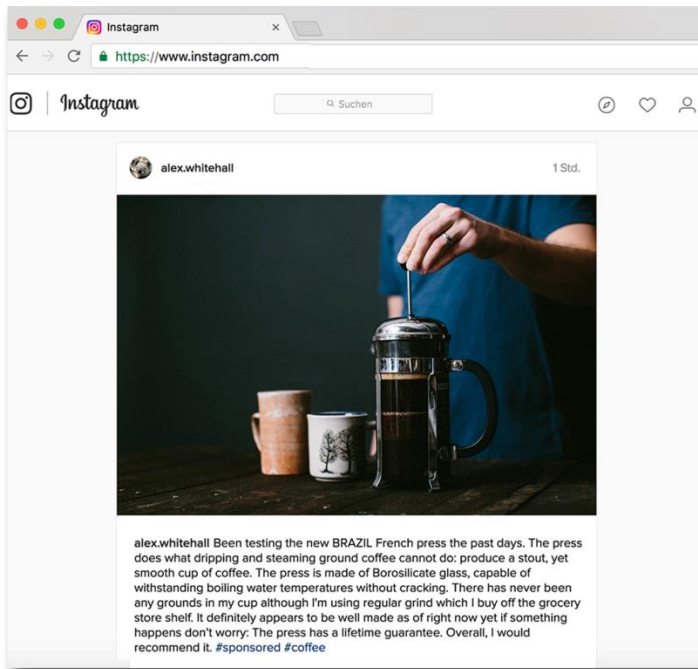 Instagram
https://www.instagram.com
Instagram
Suchen
alex.whitehall
1 Std.
alex.whitehall Been testing the new BRAZIL French press the past days. The press
does what dripping and steaming ground coffee cannot do: produce a stout, yet
smooth cup of coffee. The press is made of Borosilicate glass, capable of
withstanding boiling water temperatures without cracking. There has never been
any grounds in my cup although I'm using regular grind which I buy off the grocery
store shelf. It definitely appears to be well made as of right now yet if something
happens don't worry: The press has a lifetime guarantee. Overall, I would
recommend it. #sponsored #coffee